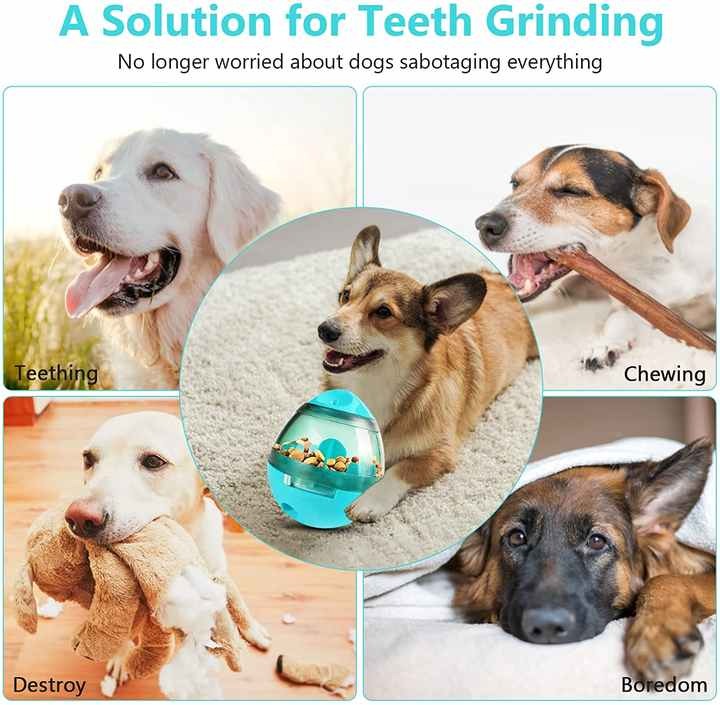 A Solution for Teeth Grinding
No longer worried about dogs sabotaging everything
Teething
Chewing
Destroy
Boredom